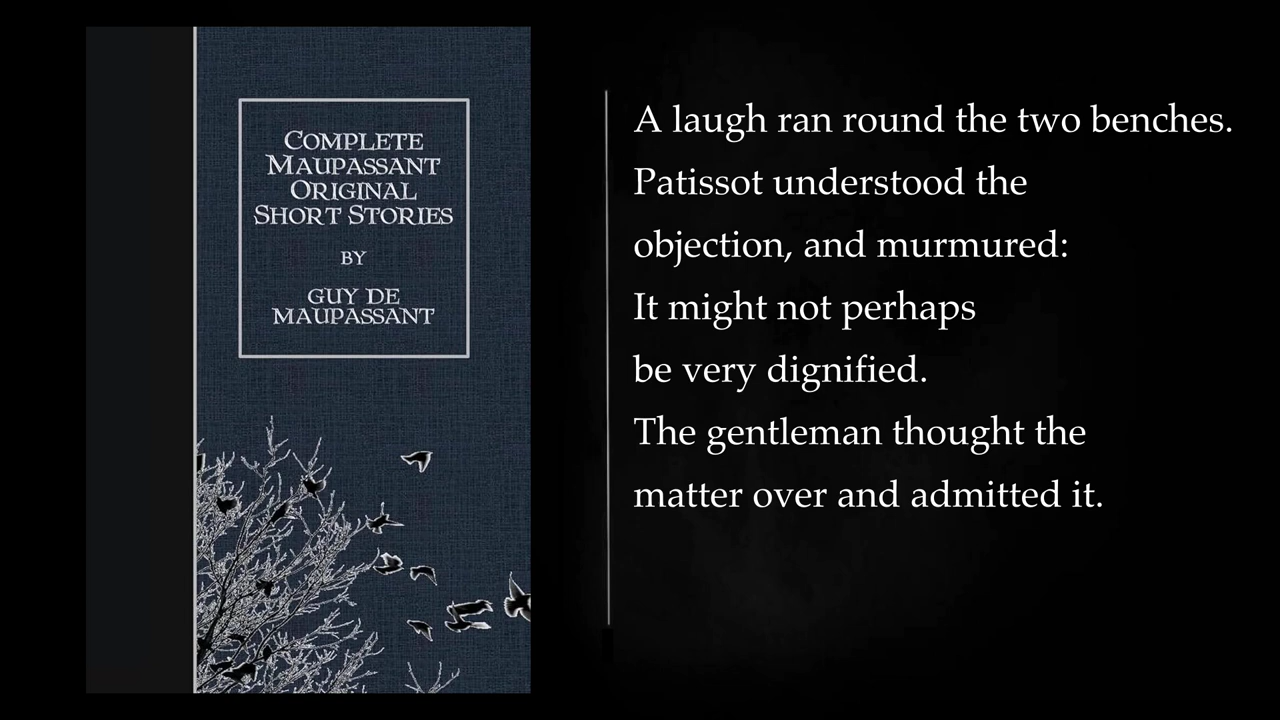 COMPLETE
MAUPASSANT
ORIGINAL
SHORT STORIES
BY
GUY DE
MAUPASSANT
A laugh ran round the two benches.
Patissot understood the
objection, and murmured:
It might not perhaps
be very dignified.
The gentleman thought the
matter over and admitted it.